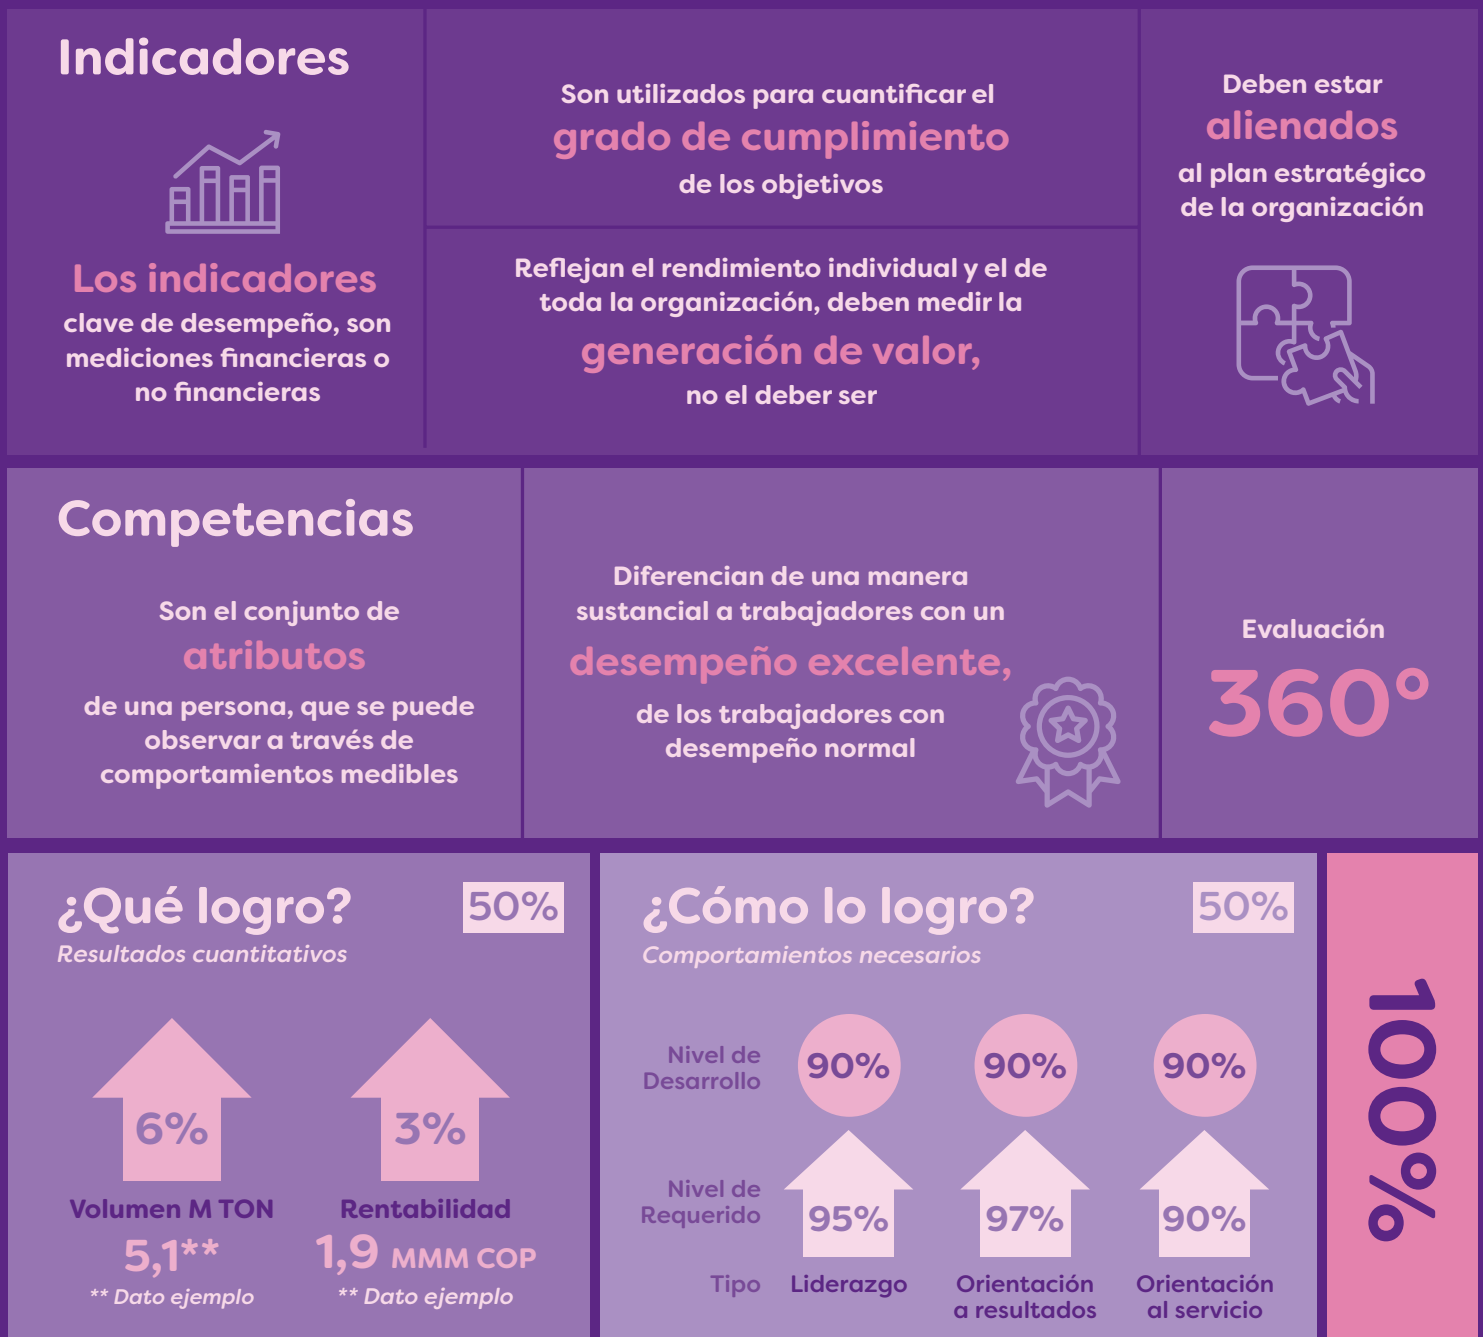 Indicadores
Los indicadores
clave de desempeño, son
mediciones financieras o
no financieras
Son utilizados para cuantificar el
grado de cumplimiento
de los objetivos
Reflejan el rendimiento individual y el de
toda la organización, deben medir la
generación de valor,
no el deber ser
Deben estar
alienados
al plan estratégico
de la organización
Competencias
Son el conjunto de
atributos
de una persona, que se puede
observar a través de
comportamientos medibles
Diferencian de una manera
sustancial a trabajadores con un
desempeño excelente,
de los trabajadores con
desempeño normal
Evaluación
360°
¿Qué logro?
50%
Resultados cuantitativos
6%
3%
Volumen M TON
Rentabilidad
5,1**
1,9 MMM COP
** Dato ejemplo
** Dato ejemplo
¿Cómo lo logro?
50%
Comportamientos necesarios
Nivel de
Desarrollo
90%
90%
90%
Nivel de
Requerido
95%
97%
90%
Tipo
Liderazgo
Orientación
a resultados
Orientación
al servicio
100%